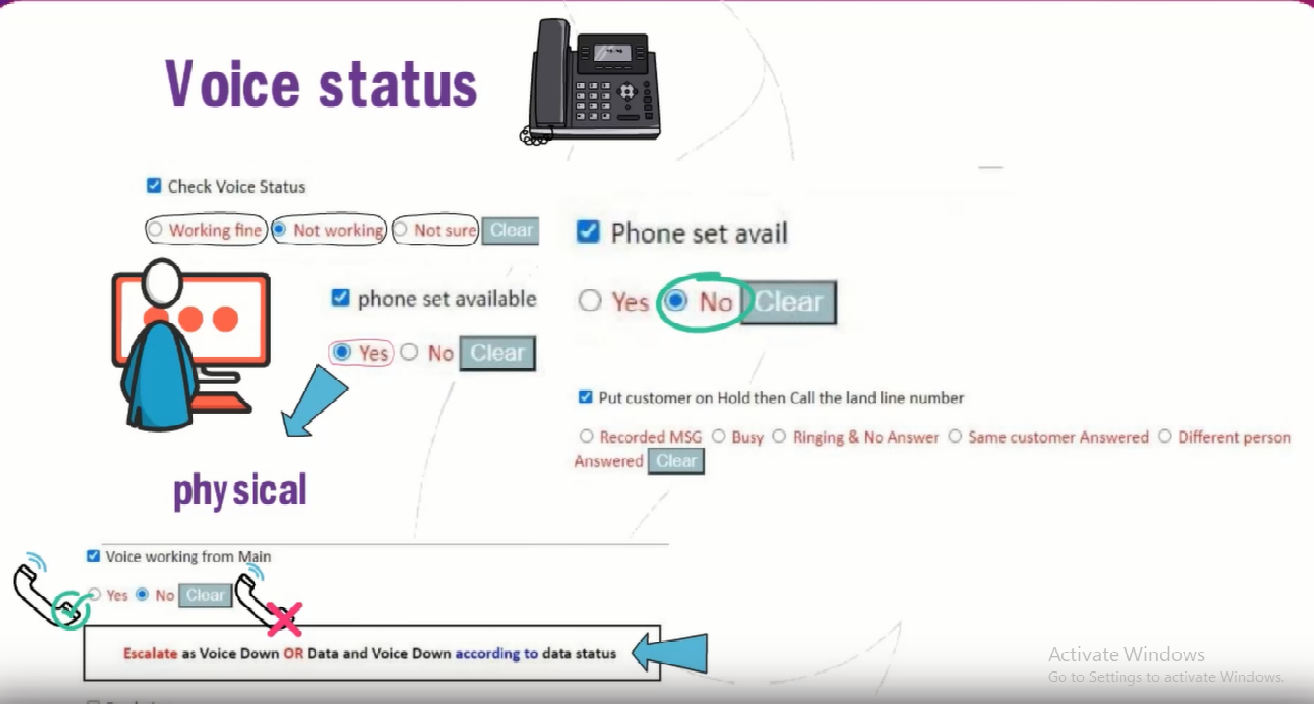 Voice status
Check Voice Status
Working fine Not working Not sure Clear
phone set available
Yes No Clear
physical
Voice working from Main
Yes No Clear
Escalate as Voice Down OR Data and Voice Down according to data status
Phone set avail
Yes No Clear
Put customer on Hold then Call the land line number
Recorded MSG Busy Ringing & No Answer Same customer Answered Different person
Answered Clear
Activate Windows
Go to Settings to activate Windows.